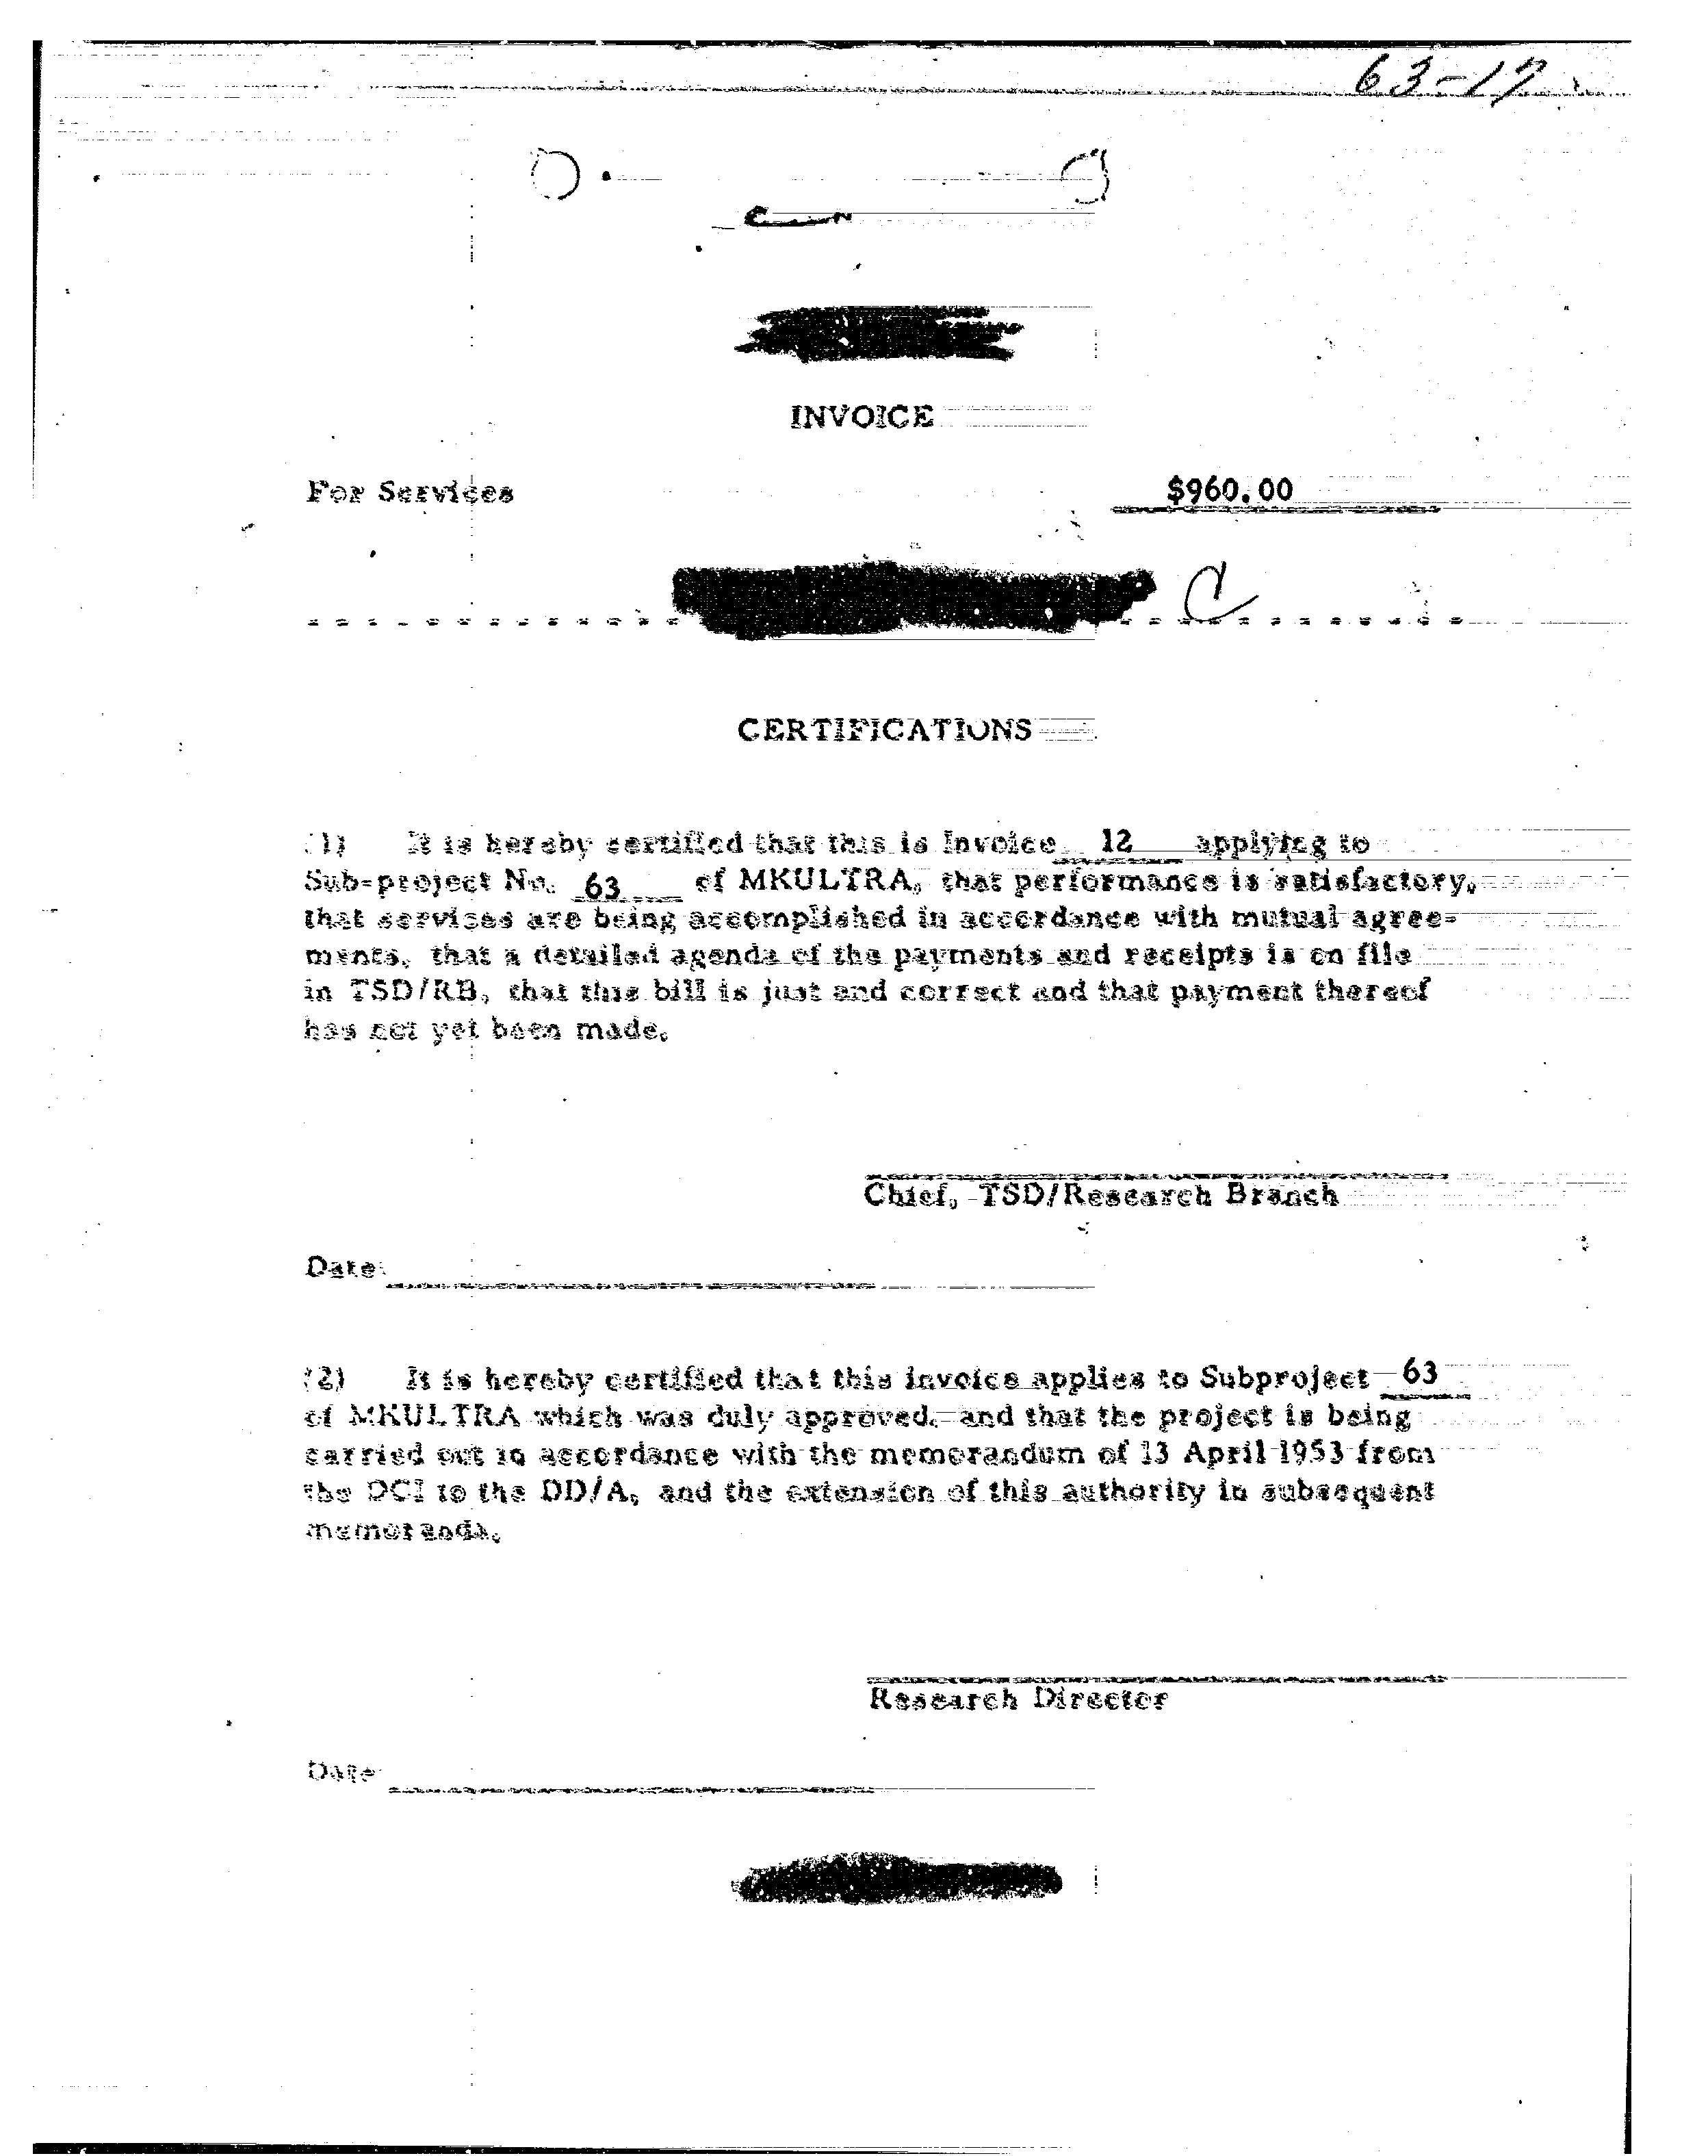 63-17
INVOICE
For Services $960.00
C
CERTIFICATIONS
(1) It is hereby certified that this is Invoice 12 applying to
Sub-project No. 63 of MKULTRA, that performance is satisfactory,
that services are being accomplished in accordance with mutual agree-
ments, that a detailed agenda of the payments and receipts is on file
in TSD/RB, that this bill is just and correct and that payment thereof
has not yet been made.
Chief, TSD/Research Branch
Date:
(2) It is hereby certified that this invoice applies to Subproject 63
of MKULTRA which was duly approved, and that the project is being
carried out in accordance with the memorandum of 13 April 1953 from
the DCI to the DD/A, and the extension of this authority in subsequent
memoranda.
Research Director
Date: